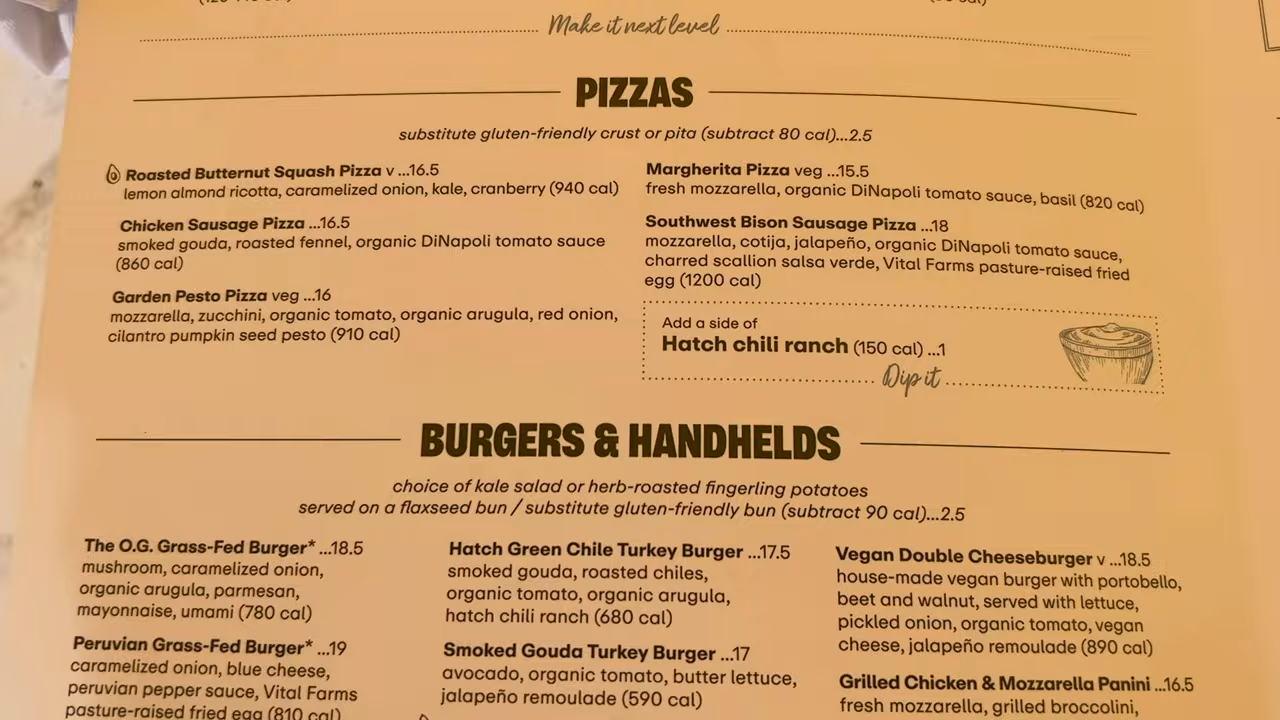 Make it next level
PIZZAS
substitute gluten-friendly crust or pita (subtract 80 cal)...2.5
Roasted Butternut Squash Pizza v ...16.5
lemon almond ricotta, caramelized onion, kale, cranberry (940 cal)
Chicken Sausage Pizza ...16.5
smoked gouda, roasted fennel, organic DiNapoli tomato sauce
(860 cal)
Garden Pesto Pizza veg ...16
mozzarella, zucchini, organic tomato, organic arugula, red onion,
cilantro pumpkin seed pesto (910 cal)
Margherita Pizza veg ...15.5
fresh mozzarella, organic DiNapoli tomato sauce, basil (820 cal)
Southwest Bison Sausage Pizza ...18
mozzarella, cotija, jalapeño, organic DiNapoli tomato sauce,
charred scallion salsa verde, Vital Farms pasture-raised fried
egg (1200 cal)
Add a side of
Hatch chili ranch (150 cal) ...1
Dip it
BURGERS & HANDHELDS
choice of kale salad or herb-roasted fingerling potatoes
served on a flaxseed bun / substitute gluten-friendly bun (subtract 90 cal)...2.5
The O.G. Grass-Fed Burger* ...18.5
mushroom, caramelized onion,
organic arugula, parmesan,
mayonnaise, umami (780 cal)
Peruvian Grass-Fed Burger* ...19
caramelized onion, blue cheese,
peruvian pepper sauce, Vital Farms
pasture-raised fried egg (810 cal)
Hatch Green Chile Turkey Burger ...17.5
smoked gouda, roasted chiles,
organic tomato, organic arugula,
hatch chili ranch (680 cal)
Smoked Gouda Turkey Burger ...17
avocado, organic tomato, butter lettuce,
jalapeño remoulade (590 cal)
Vegan Double Cheeseburger v ...18.5
house-made vegan burger with portobello,
beet and walnut, served with lettuce,
pickled onion, organic tomato, vegan
cheese, jalapeño remoulade (890 cal)
Grilled Chicken & Mozzarella Panini ...16.5
fresh mozzarella, grilled broccolini,